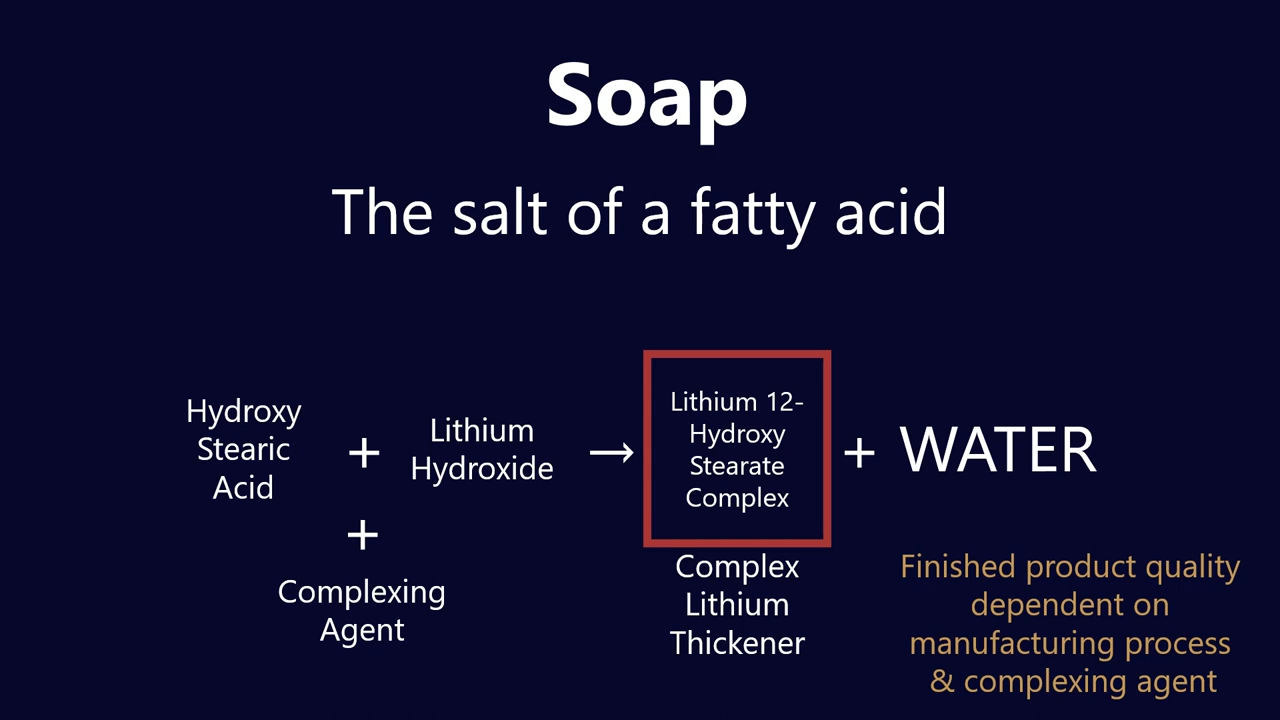 Soap
The salt of a fatty acid
Hydroxy
Stearic
Acid
+
Lithium
Hydroxide
→
Lithium 12-
Hydroxy
Stearate
Complex
+
WATER
+
Complexing
Agent
Complex
Lithium
Thickener
Finished product quality
dependent on
manufacturing process
& complexing agent